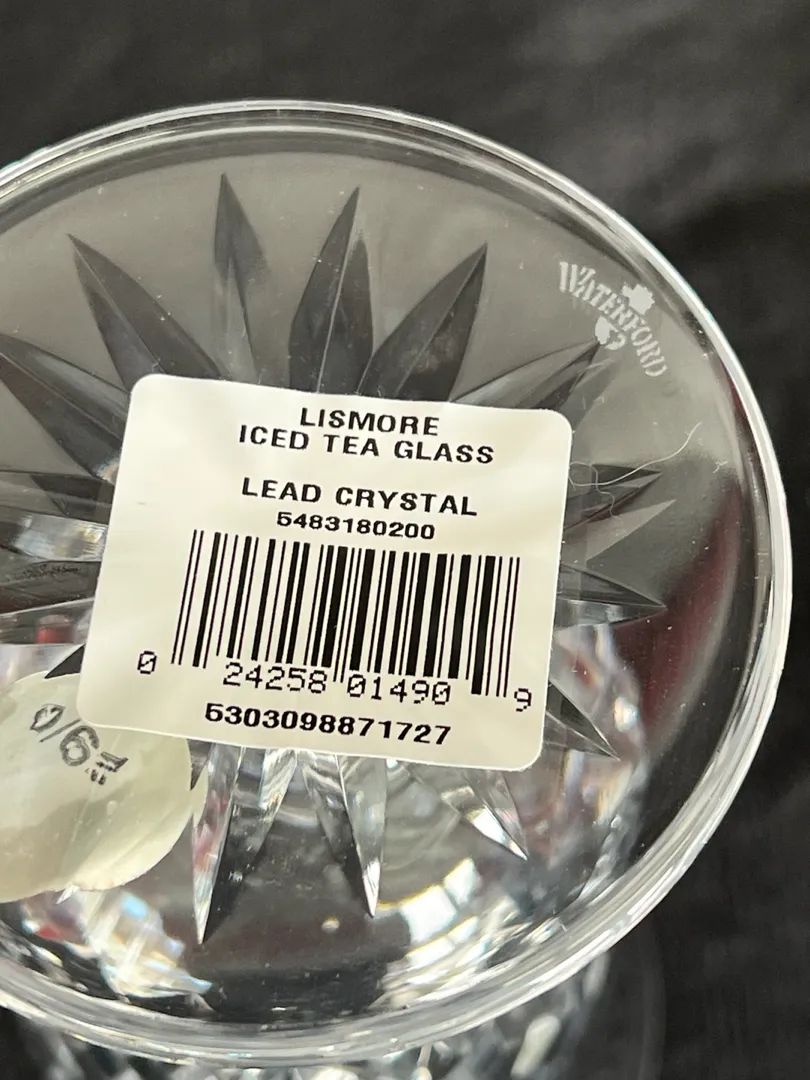 WATERFORD
LISMORE
ICED TEA GLASS
LEAD CRYSTAL
5483180200
0 24258 01490 9
5303098871727